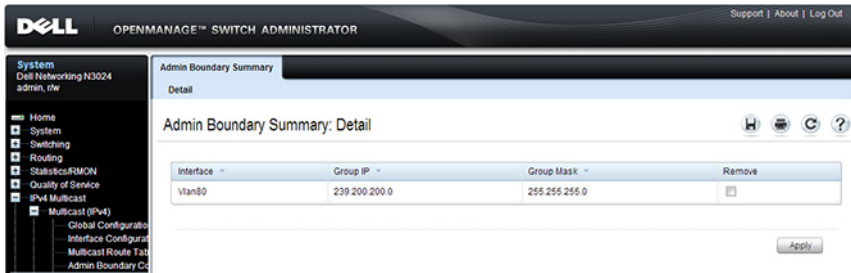 DELL OPENMANAGE™ SWITCH ADMINISTRATOR
Support | About | Log Out
System
Dell Networking N3024
admin, r/w
Home
System
Switching
Routing
Statistics/RMON
Quality of Service
IPv4 Multicast
Multicast (IPv4)
Global Configuratio
Interface Configurat
Multicast Route Tab
Admin Boundary Co
Admin Boundary Summary
Detail
Admin Boundary Summary: Detail
Interface Group IP Group Mask Remove
Vlan80 239.200.200.0 255.255.255.0
Apply